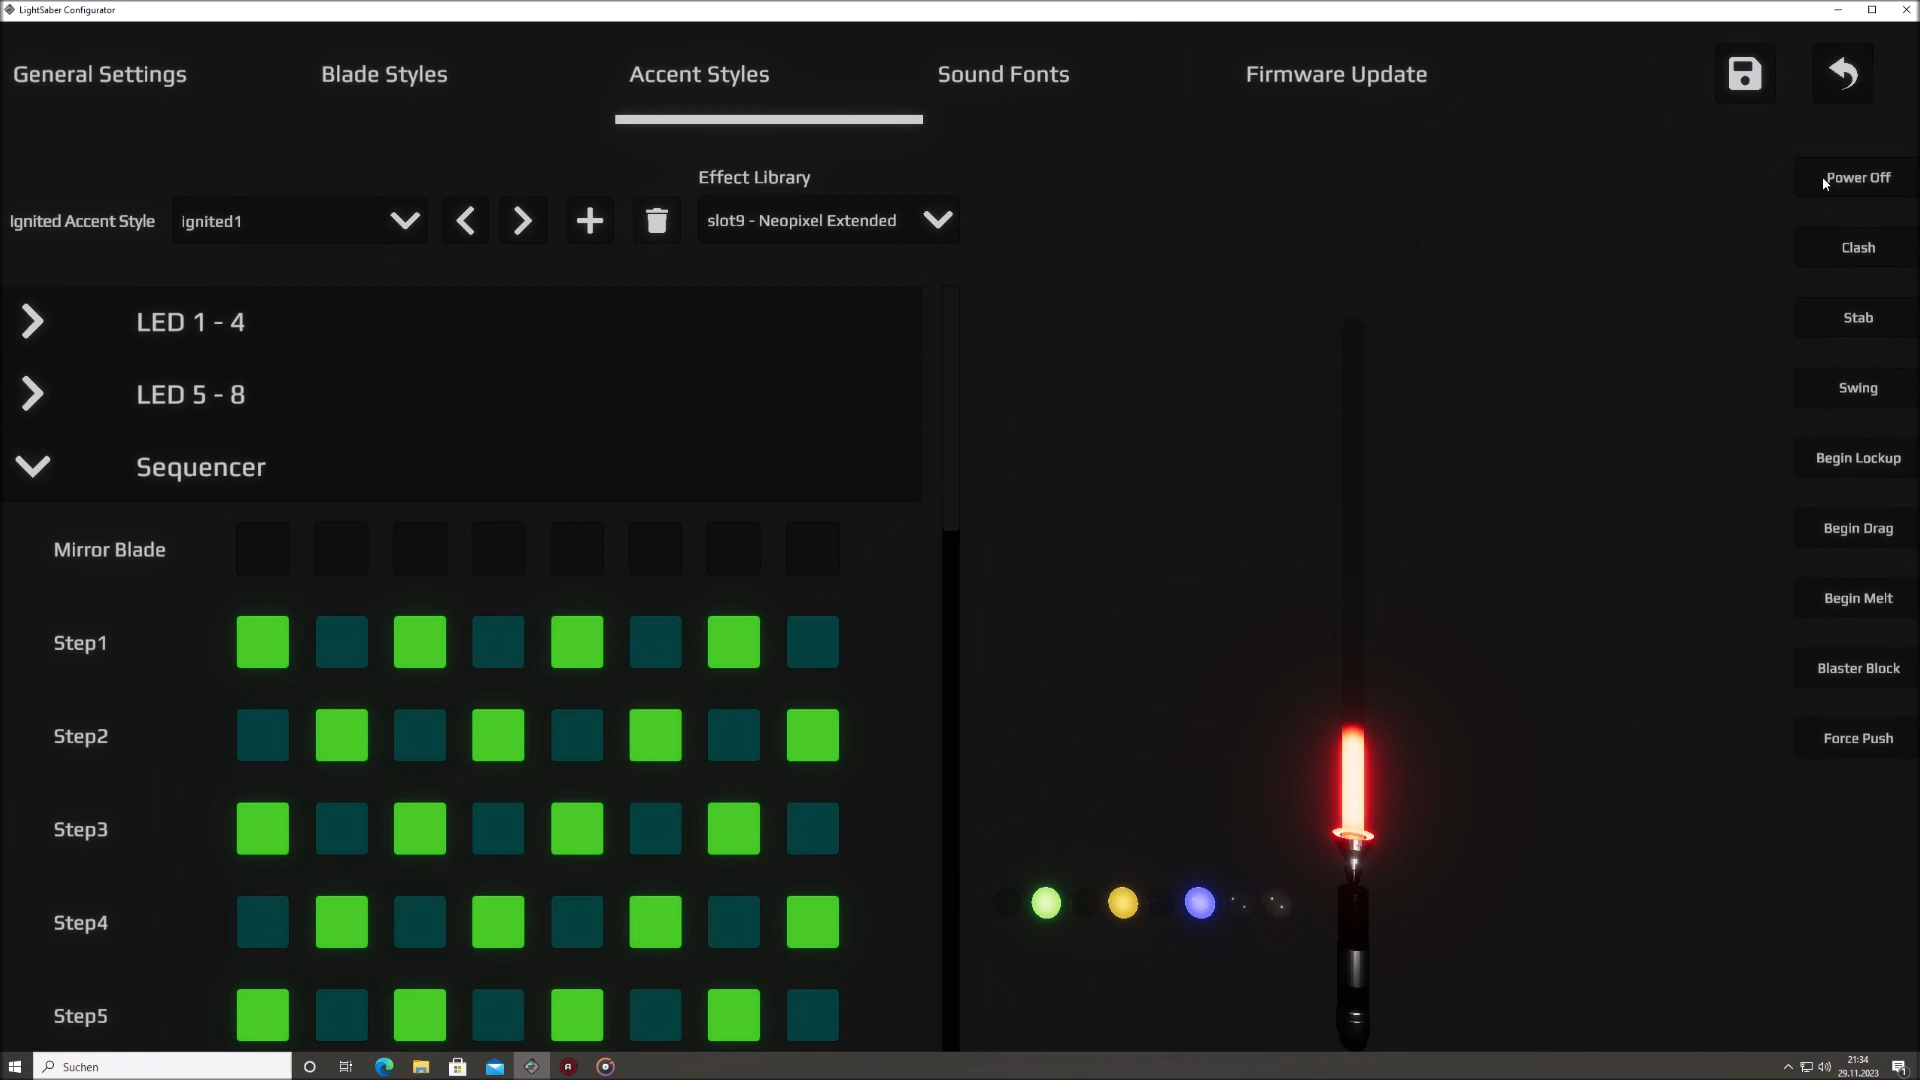 LightSaber Configurator
General Settings
Blade Styles
Accent Styles
Sound Fonts
Firmware Update
Effect Library
Ignited Accent Style
ignited1
slot9 - Neopixel Extended
LED 1 - 4
LED 5 - 8
Sequencer
Mirror Blade
Step1
Step2
Step3
Step4
Step5
Power Off
Clash
Stab
Swing
Begin Lockup
Begin Drag
Begin Melt
Blaster Block
Force Push
Suchen
21:34
29.11.2023
1